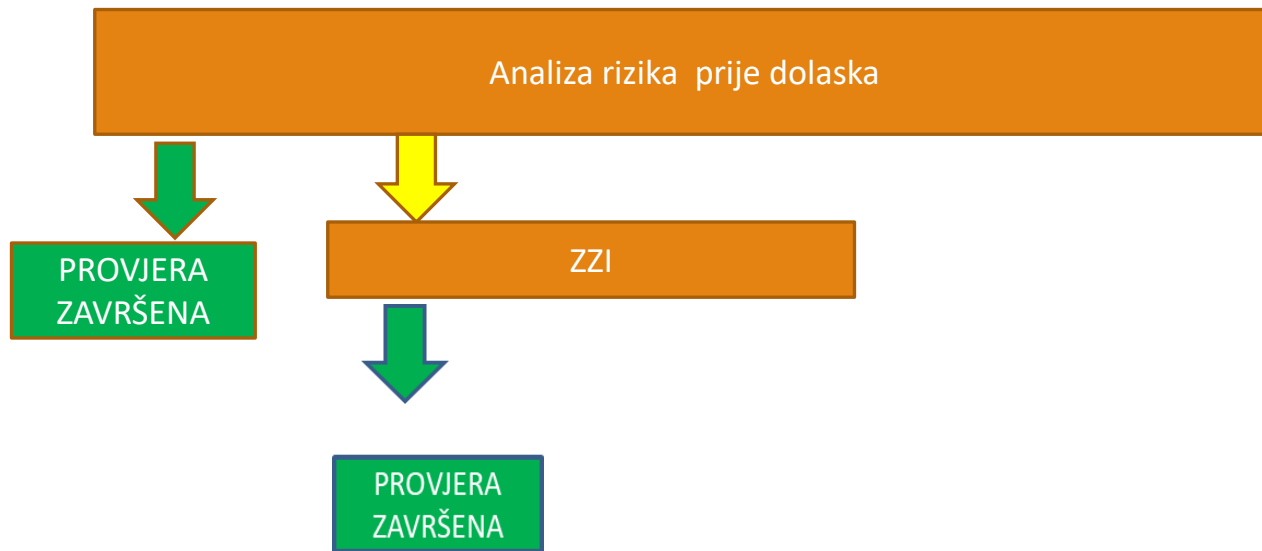 Analiza rizika  prije dolaska
PROVJERA
ZAVRŠENA
ZZI
PROVJERA
ZAVRŠENA